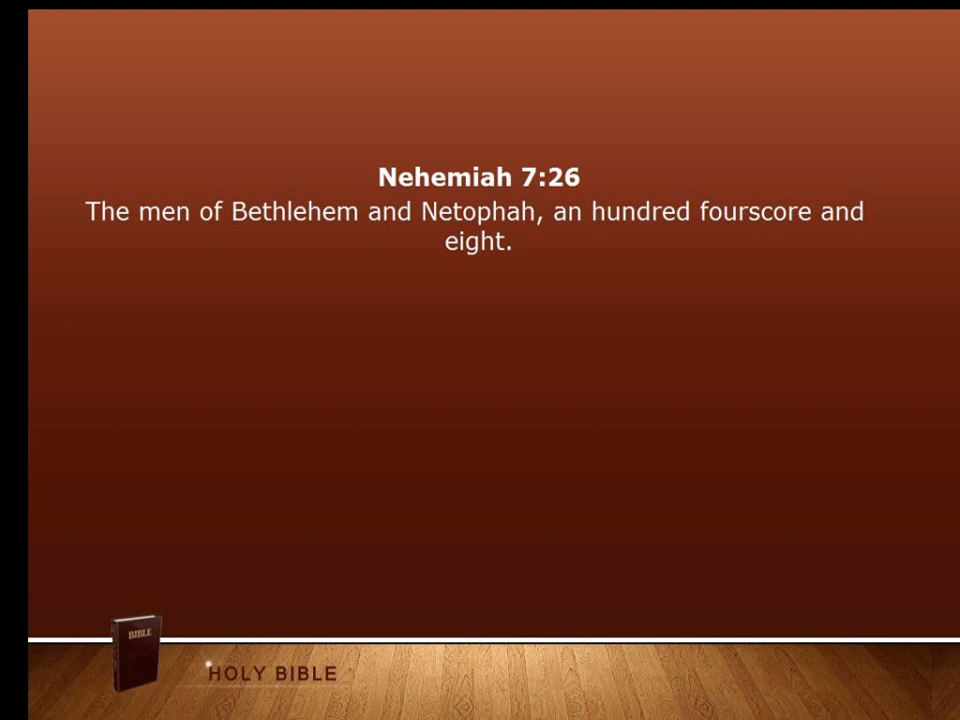 Nehemiah 7:26
The men of Bethlehem and Netophah, an hundred fourscore and
eight.
BIBLE
HOLY BIBLE